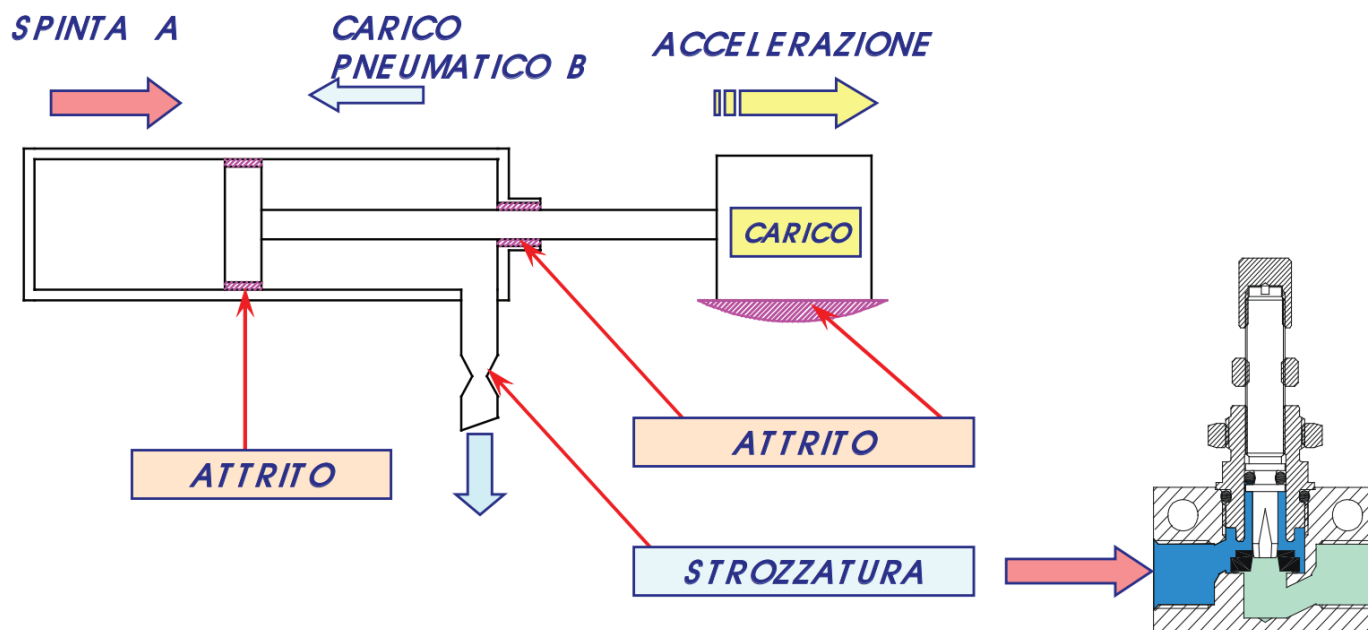 SPINTA A
CARICO
PNEUMATICO B
ACCELERAZIONE
CARICO
ATTRITO
ATTRITO
STROZZATURA